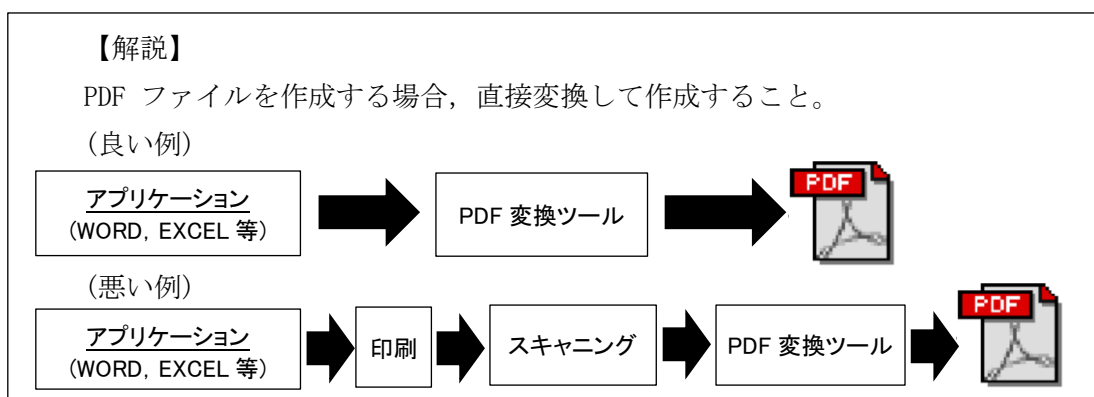 【解説】
PDF ファイルを作成する場合，直接変換して作成すること。
（良い例）
アプリケーション
(WORD，EXCEL 等)
PDF 変換ツール
PDF
（悪い例）
アプリケーション
(WORD，EXCEL 等)
印刷
スキャニング
PDF 変換ツール
PDF